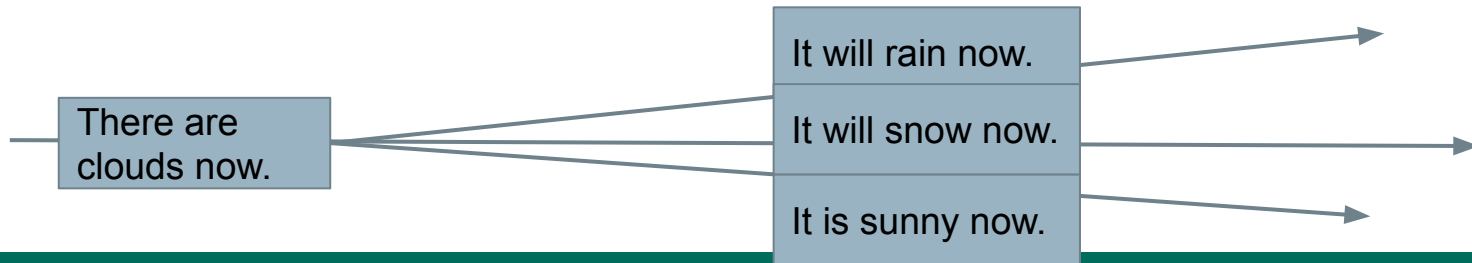 There are
clouds now.
It will rain now.
It will snow now.
It is sunny now.